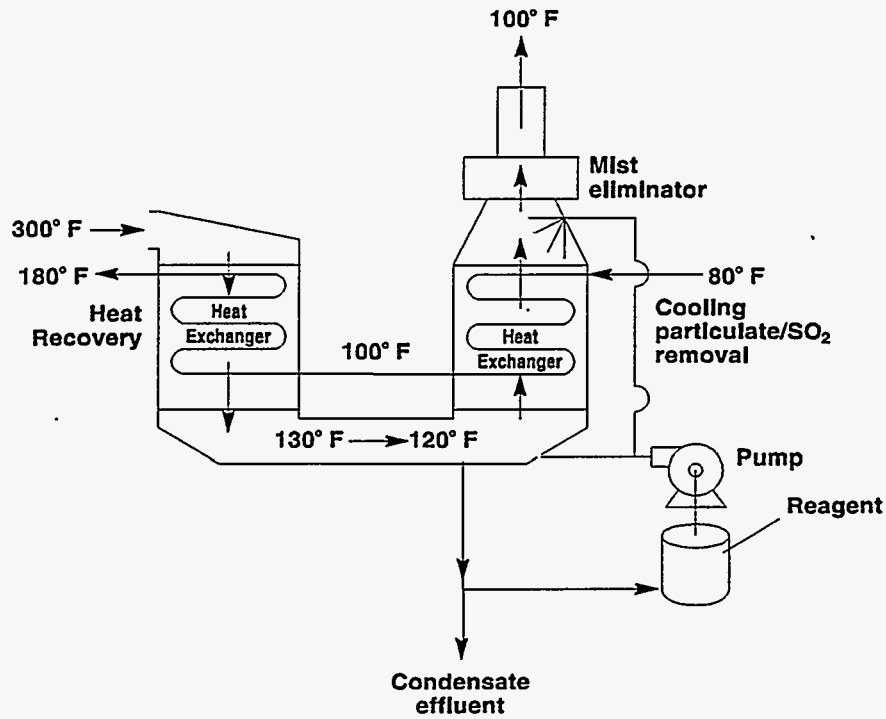 100° F
Mist
eliminator
300° F
180° F
80° F
Heat
Recovery
Heat
Exchanger
100° F
Heat
Exchanger
Cooling
particulate/SO₂
removal
130° F
120° F
Pump
Reagent
Condensate
effluent